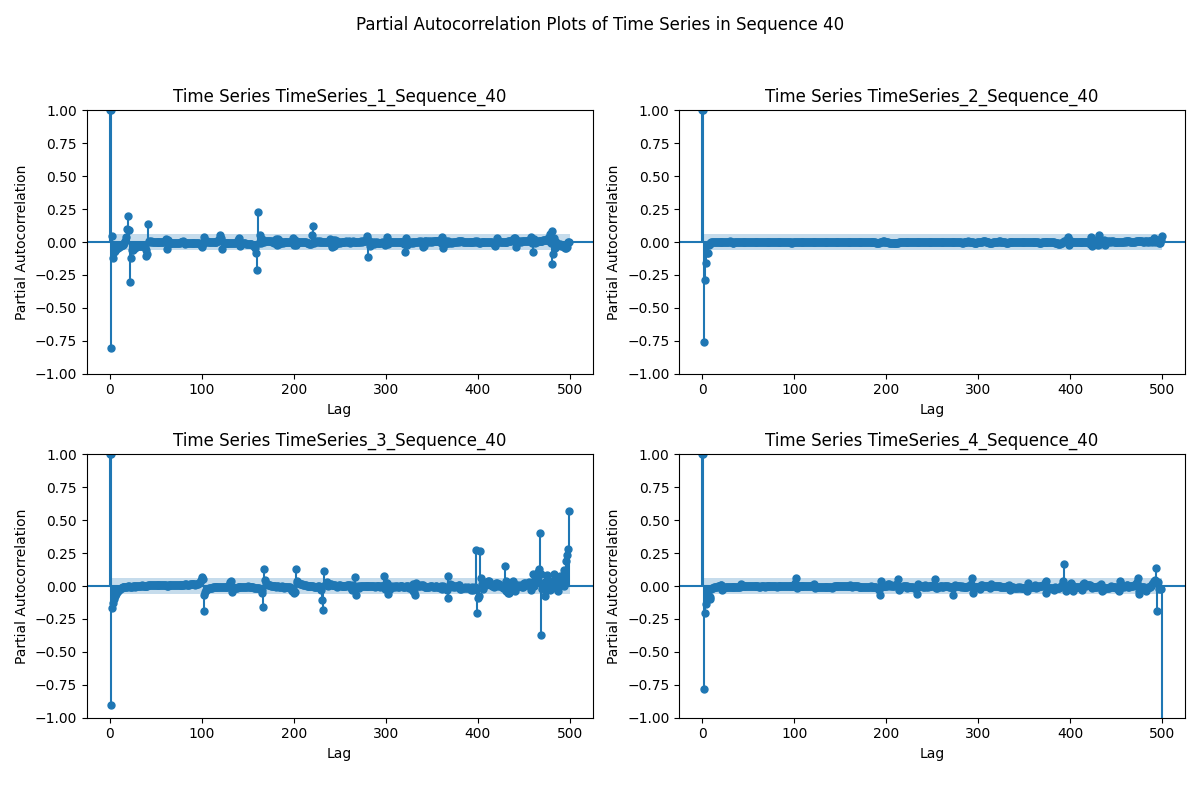 Partial Autocorrelation Plots of Time Series in Sequence 40
Time Series TimeSeries_1_Sequence_40
1.00
0.75
0.50
0.25
0.00
−0.25
−0.50
−0.75
−1.00
Partial Autocorrelation
0 100 200 300 400 500
Lag
Time Series TimeSeries_2_Sequence_40
1.00
0.75
0.50
0.25
0.00
−0.25
−0.50
−0.75
−1.00
Partial Autocorrelation
0 100 200 300 400 500
Lag
Time Series TimeSeries_3_Sequence_40
1.00
0.75
0.50
0.25
0.00
−0.25
−0.50
−0.75
−1.00
Partial Autocorrelation
0 100 200 300 400 500
Lag
Time Series TimeSeries_4_Sequence_40
1.00
0.75
0.50
0.25
0.00
−0.25
−0.50
−0.75
−1.00
Partial Autocorrelation
0 100 200 300 400 500
Lag